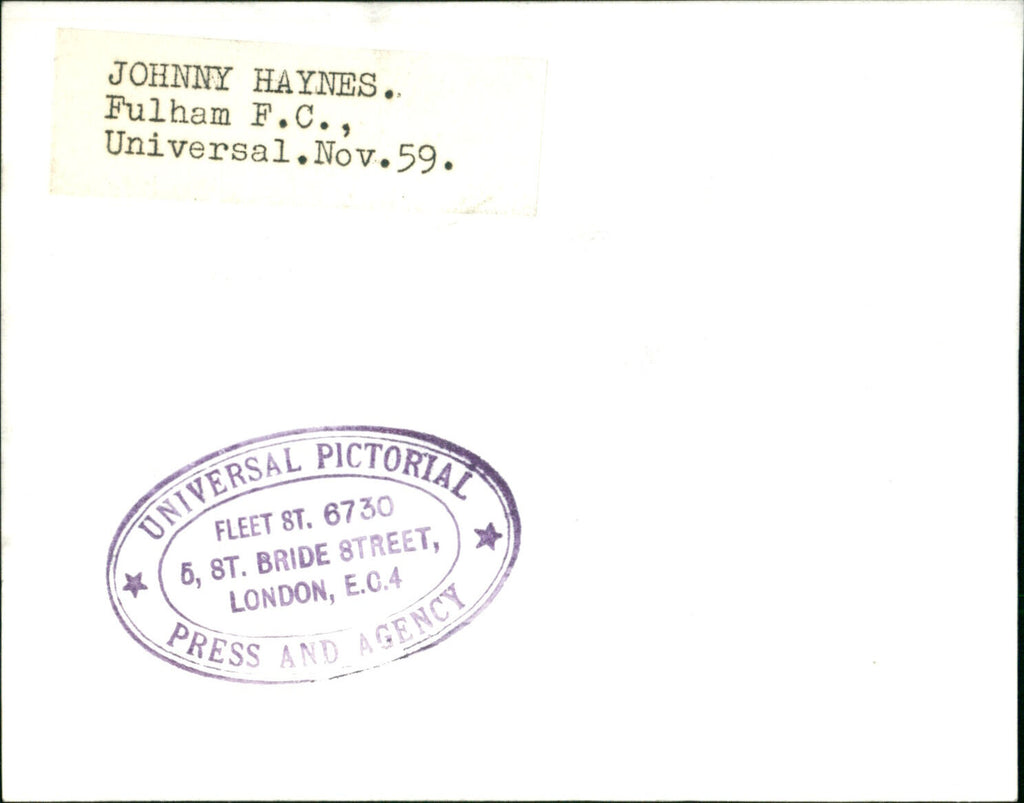 JOHNNY HAYNES.
Fulham F.C.,
Universal.Nov.59.
UNIVERSAL PICTORIAL
FLEET ST. 6730
5, ST. BRIDE STREET,
LONDON, E.C.4
PRESS AND AGENCY